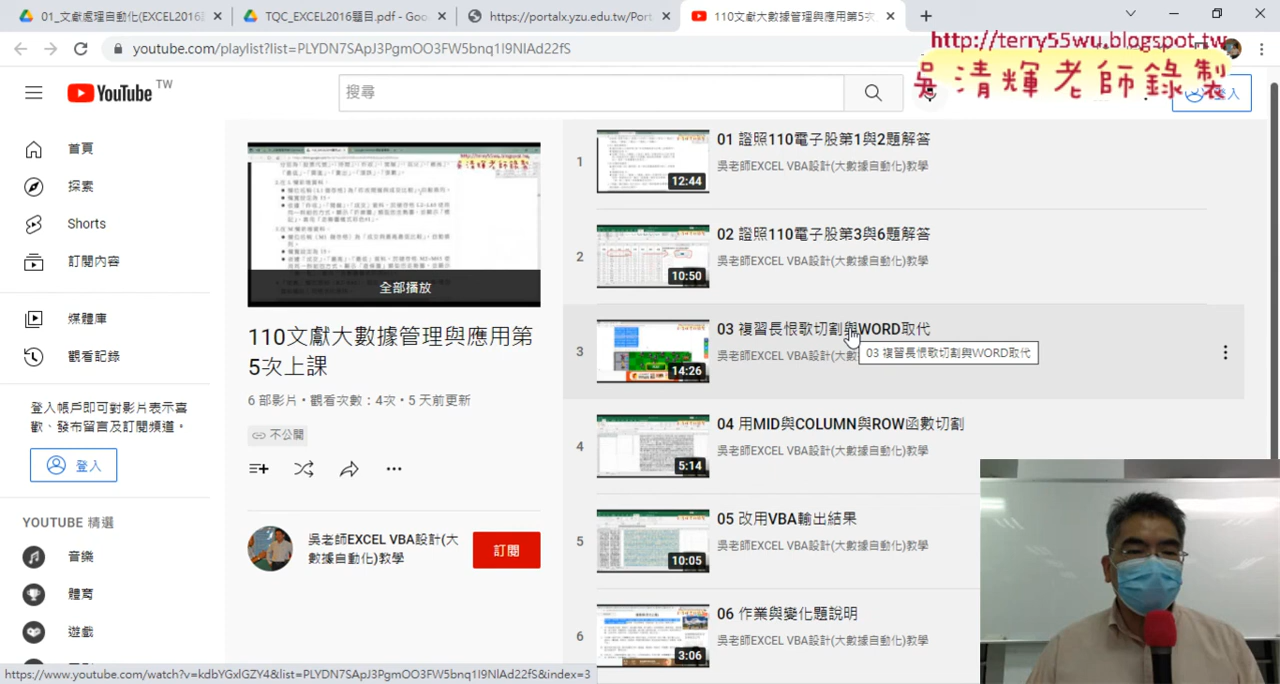 01_文獻處理自動化(EXCEL2016
TQC_EXCEL2016題目.pdf - Goo
https://portalx.yzu.edu.tw/Port
110文獻大數據管理與應用第5次
youtube.com/playlist?list=PLYDN7SApJ3PgmOO3FW5bnq1I9NIAd22fS
http://terry55wu.blogspot.tw
吳清輝老師錄製
YouTube TW
搜尋
登入
首頁
探索
Shorts
訂閱內容
媒體庫
觀看記錄
登入帳戶即可對影片表示喜
歡、發布留言及訂閱頻道。
登入
YOUTUBE 精選
音樂
體育
遊戲
全部播放
110文獻大數據管理與應用第
5次上課
6 部影片・觀看次數：4次・5 天前更新
不公開
吳老師EXCEL VBA設計(大
數據自動化)教學
訂閱
1
12:44
01 證照110電子股第1與2題解答
吳老師EXCEL VBA設計(大數據自動化)教學
2
10:50
02 證照110電子股第3與6題解答
吳老師EXCEL VBA設計(大數據自動化)教學
3
14:26
03 複習長恨歌切割與WORD取代
吳老師EXCEL VBA設計(大數
03 複習長恨歌切割與WORD取代
4
5:14
04 用MID與COLUMN與ROW函數切割
吳老師EXCEL VBA設計(大數據自動化)教學
5
10:05
05 改用VBA輸出結果
吳老師EXCEL VBA設計(大數據自動化)教學
6
3:06
06 作業與變化題說明
吳老師EXCEL VBA設計(大數據自動化)教學
https://www.youtube.com/watch?v=kdbYGxlGZY4&list=PLYDN7SApJ3PgmOO3FW5bnq1I9NIAd22fS&index=3